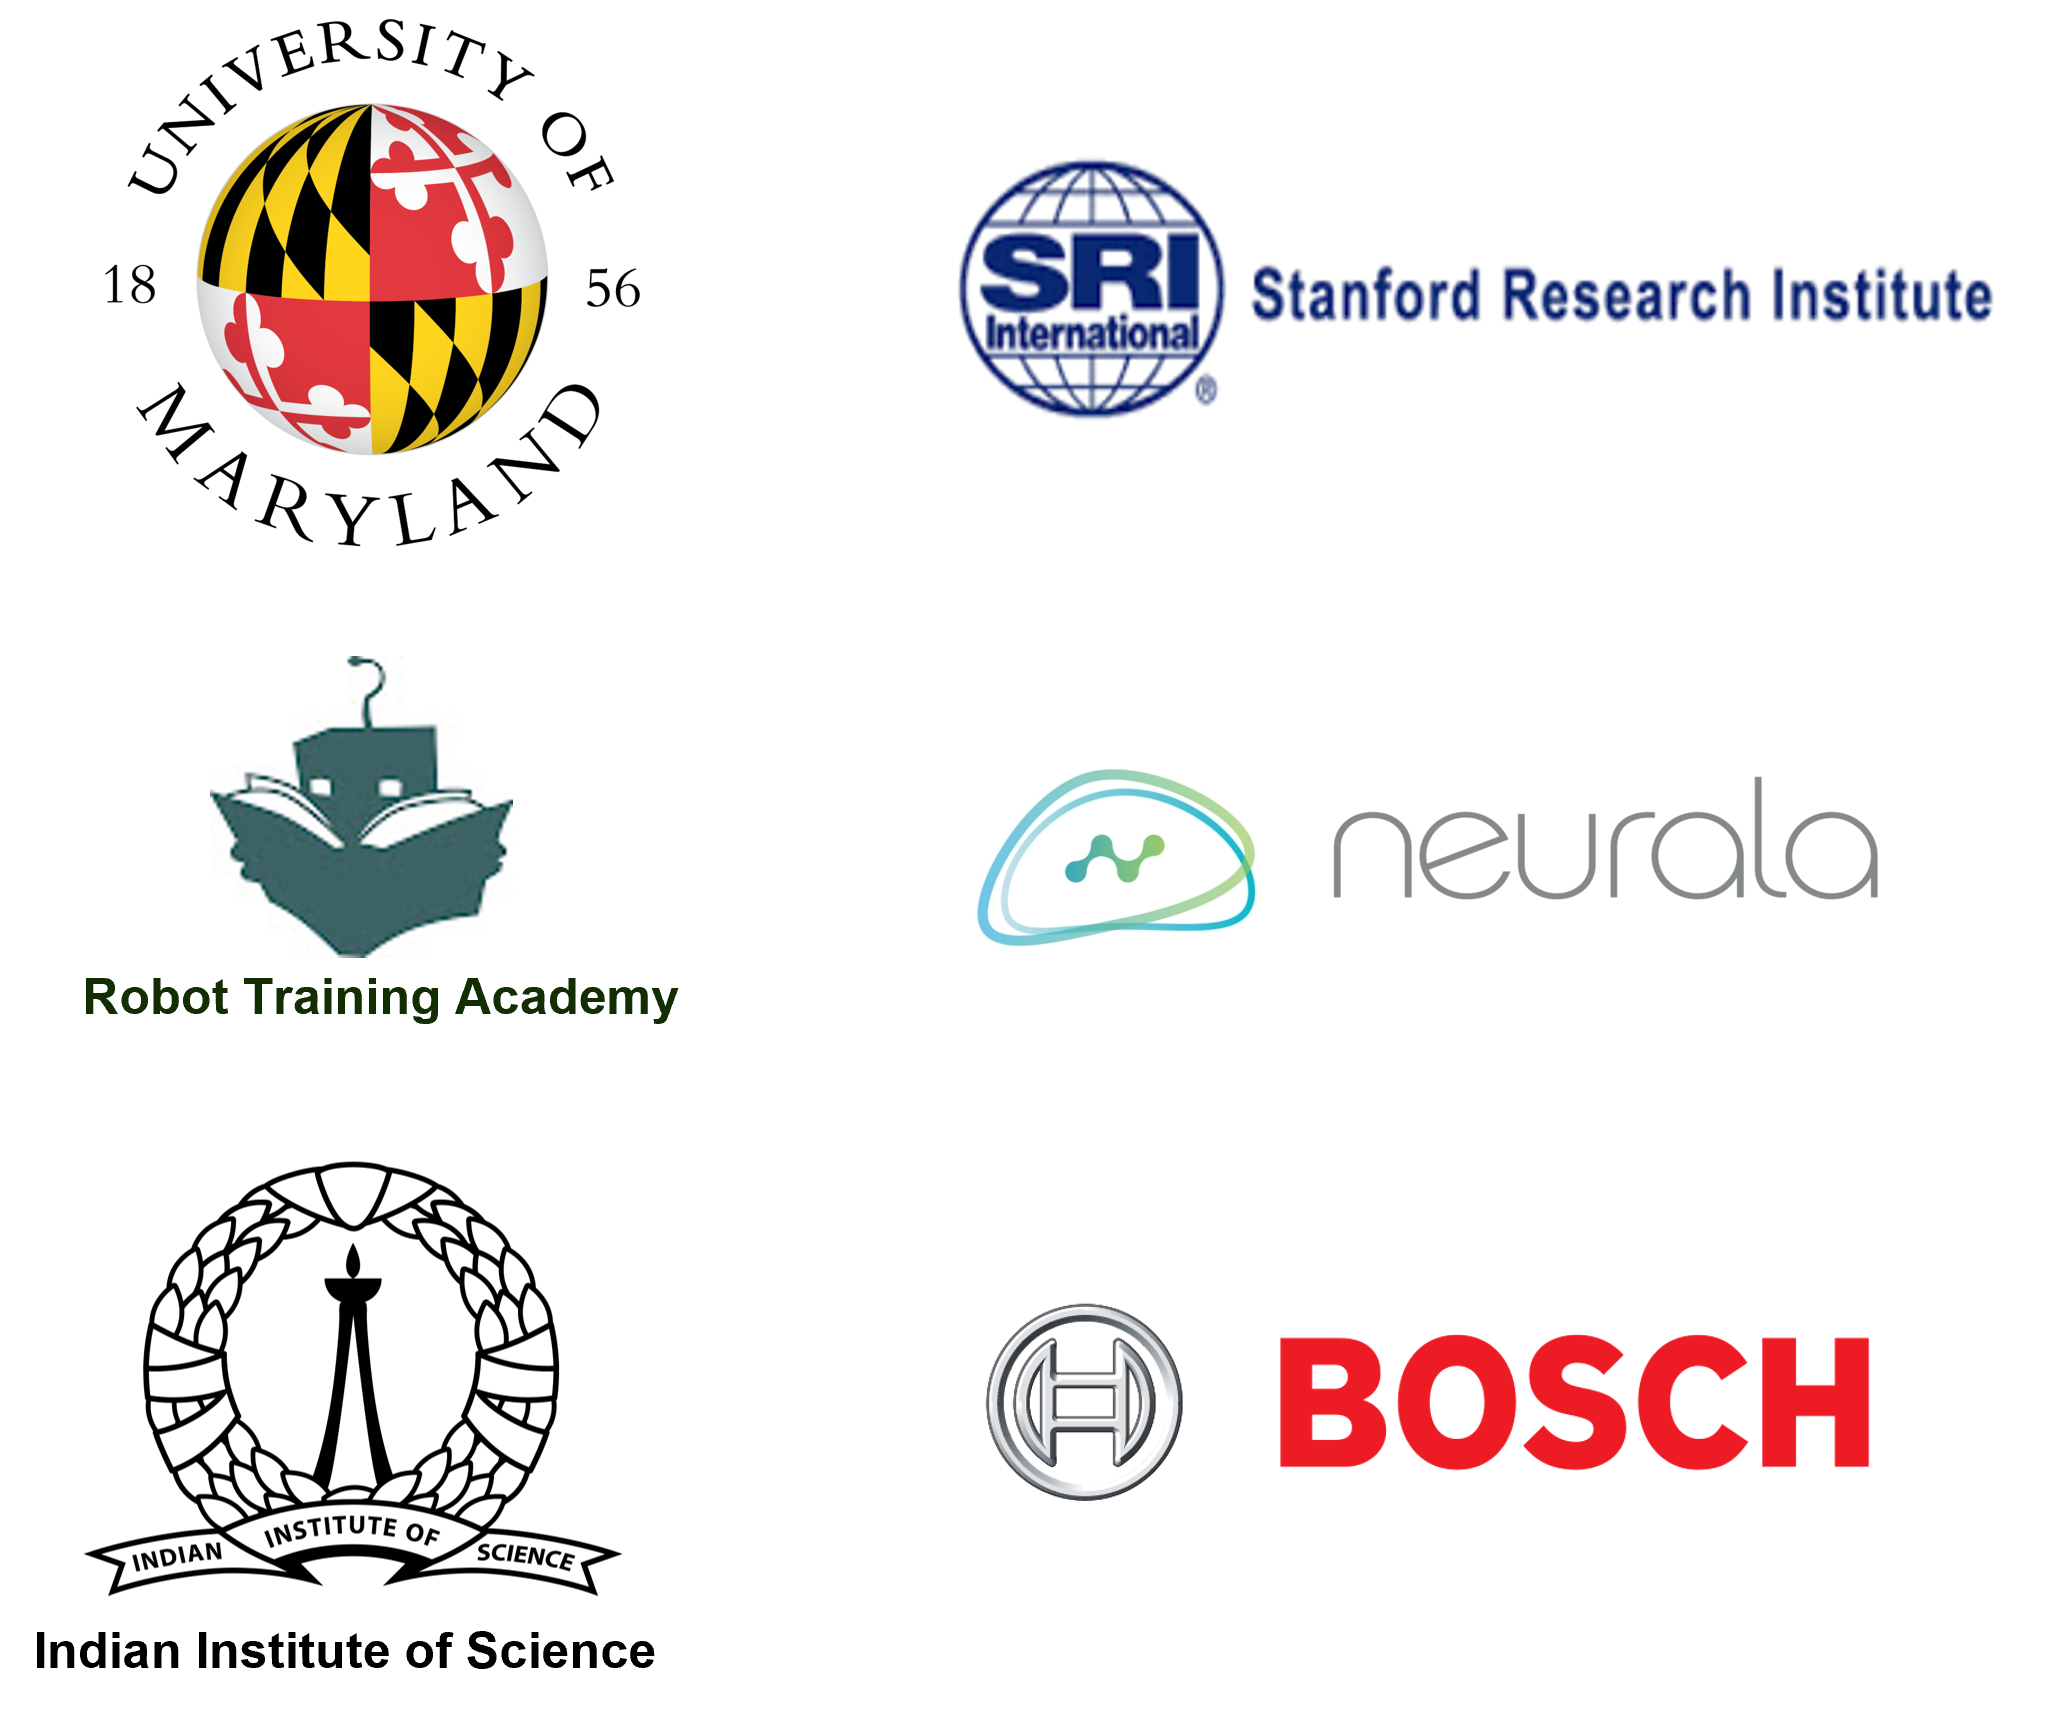 UNIVERSITY OF
18 56
MARYLAND
SRI
International
®
Stanford Research Institute
Robot Training Academy
neurala
INDIAN INSTITUTE OF SCIENCE
Indian Institute of Science
BOSCH